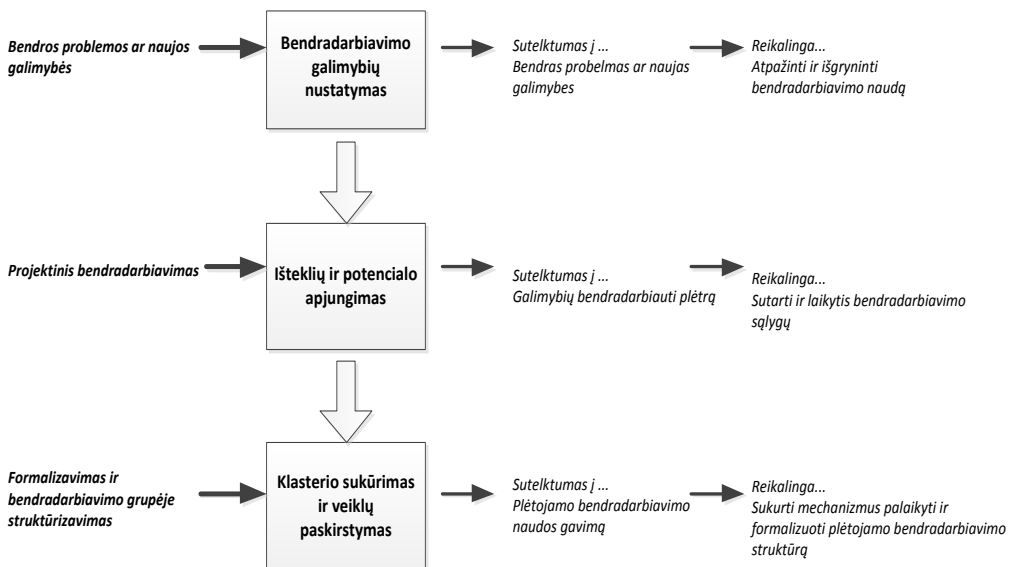 Bendros problemos ar naujos
galimybės
Bendradarbiavimo
galimybių
nustatymas
Sutelktumas į ...
Bendras probelmas ar naujas
galimybes
Reikalinga...
Atpažinti ir išgryninti
bendradarbiavimo naudą
Projektinis bendradarbiavimas
Išteklių ir potencialo
apjungimas
Sutelktumas į ...
Galimybių bendradarbiauti plėtrą
Reikalinga...
Sutarti ir laikytis bendradarbiavimo
sąlygų
Formalizavimas ir
bendradarbiavimo grupėje
struktūrizavimas
Klasterio sukūrimas
ir veiklų
paskirstymas
Sutelktumas į ...
Plėtojamo bendradarbiavimo
naudos gavimą
Reikalinga...
Sukurti mechanizmus palaikyti ir
formalizuoti plėtojamo bendradarbiavimo
struktūrą